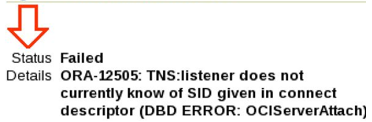 Status Failed
Details ORA-12505: TNS:listener does not
currently know of SID given in connect
descriptor (DBD ERROR: OCIServerAttach)